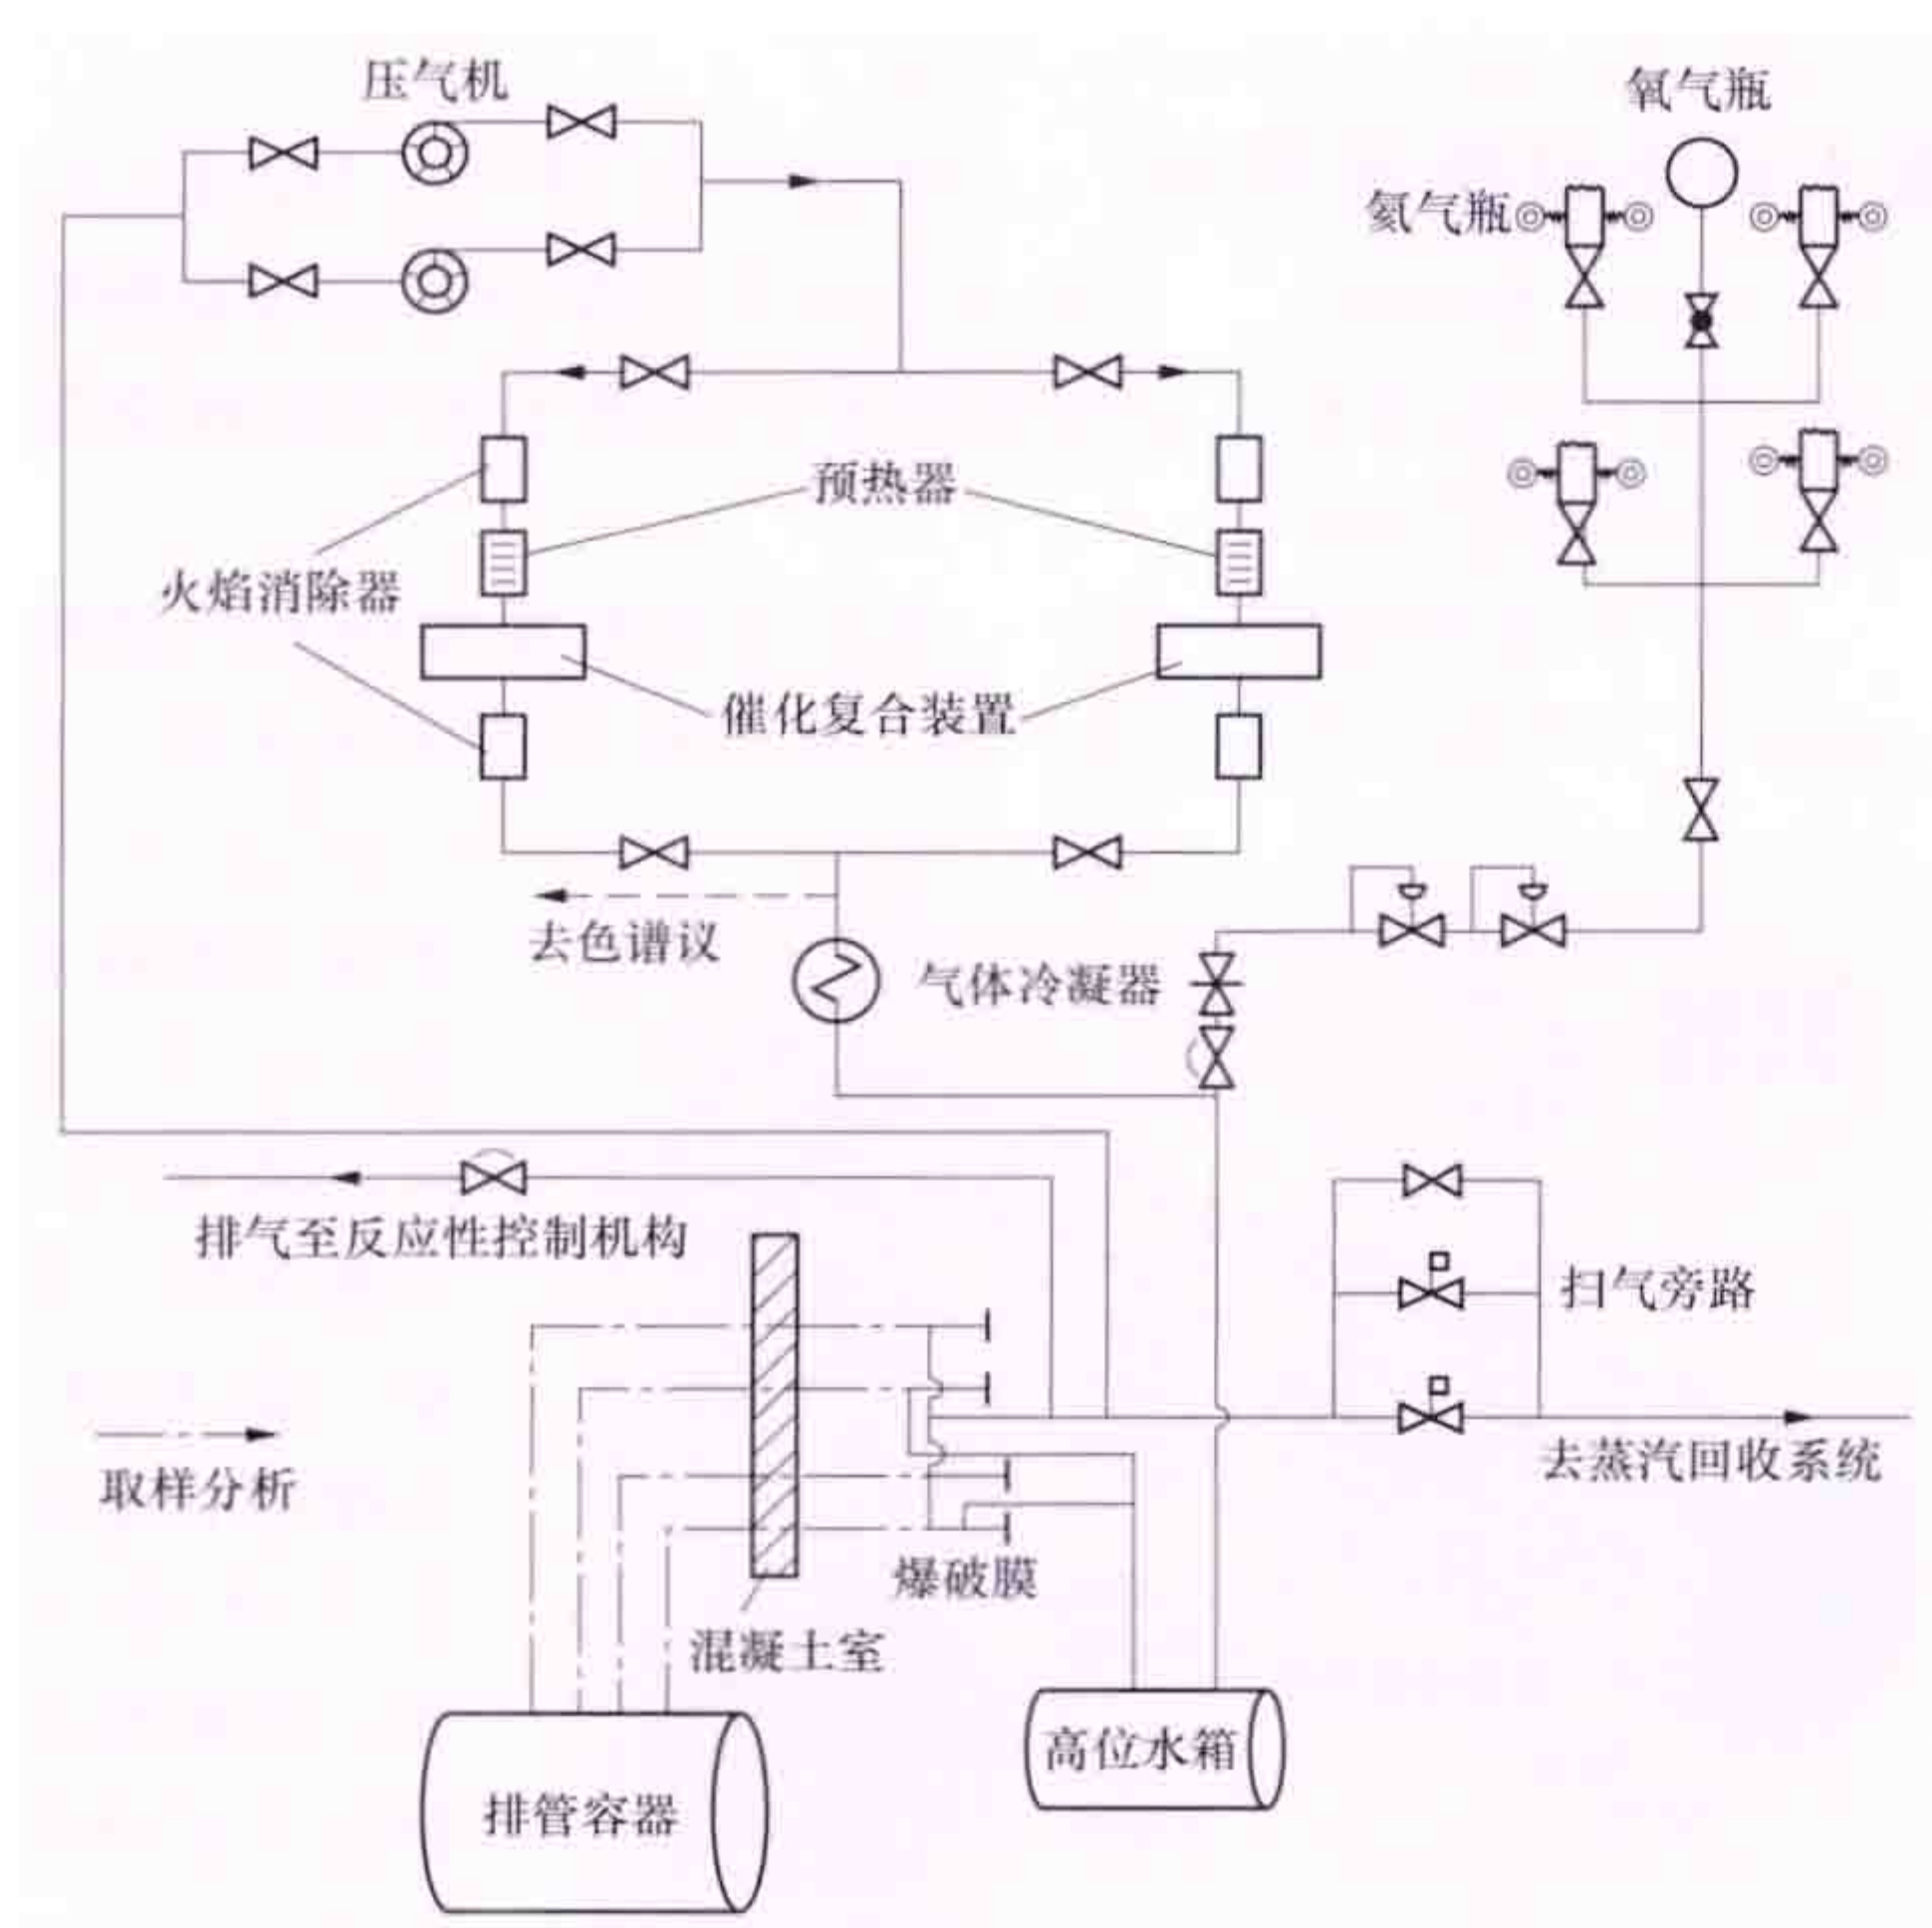 压气机
氧气瓶
氦气瓶
预热器
火焰消除器
催化复合装置
去色谱议
气体冷凝器
排气至反应性控制机构
扫气旁路
去蒸汽回收系统
取样分析
爆破膜
混凝土室
高位水箱
排管容器